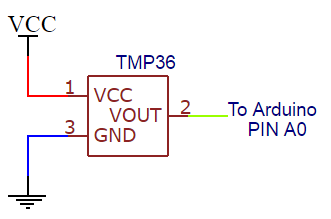 VCC
TMP36
1
VCC
VOUT
2
To Arduino
PIN A0
3
GND